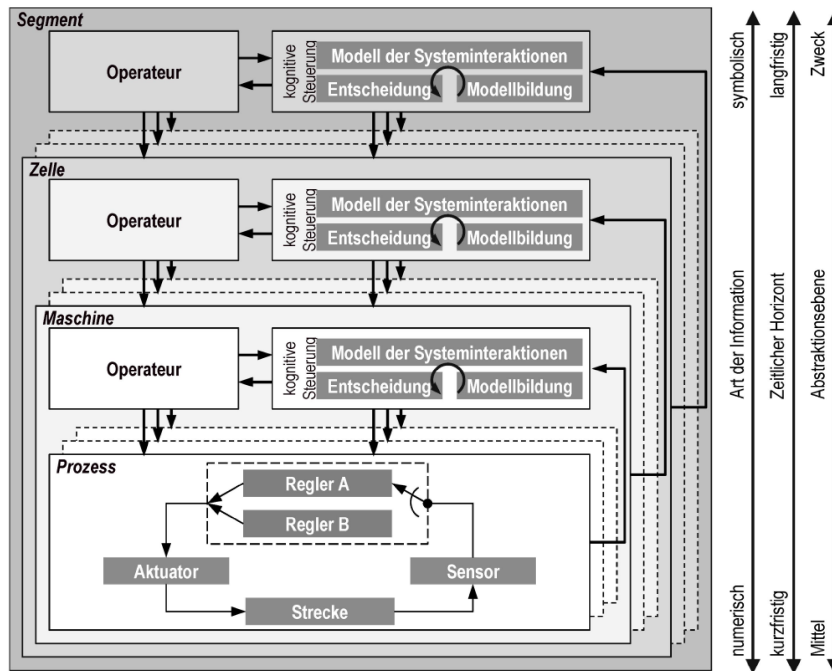 Segment
Operateur
kognitive
Steuerung
Modell der Systeminteraktionen
Entscheidung
Modellbildung
Zelle
Operateur
kognitive
Steuerung
Modell der Systeminteraktionen
Entscheidung
Modellbildung
Maschine
Operateur
kognitive
Steuerung
Modell der Systeminteraktionen
Entscheidung
Modellbildung
Prozess
Regler A
Regler B
Aktuator
Sensor
Strecke
symbolisch
Art der Information
numerisch
langfristig
Zeitlicher Horizont
kurzfristig
Zweck
Abstraktionsebene
Mittel